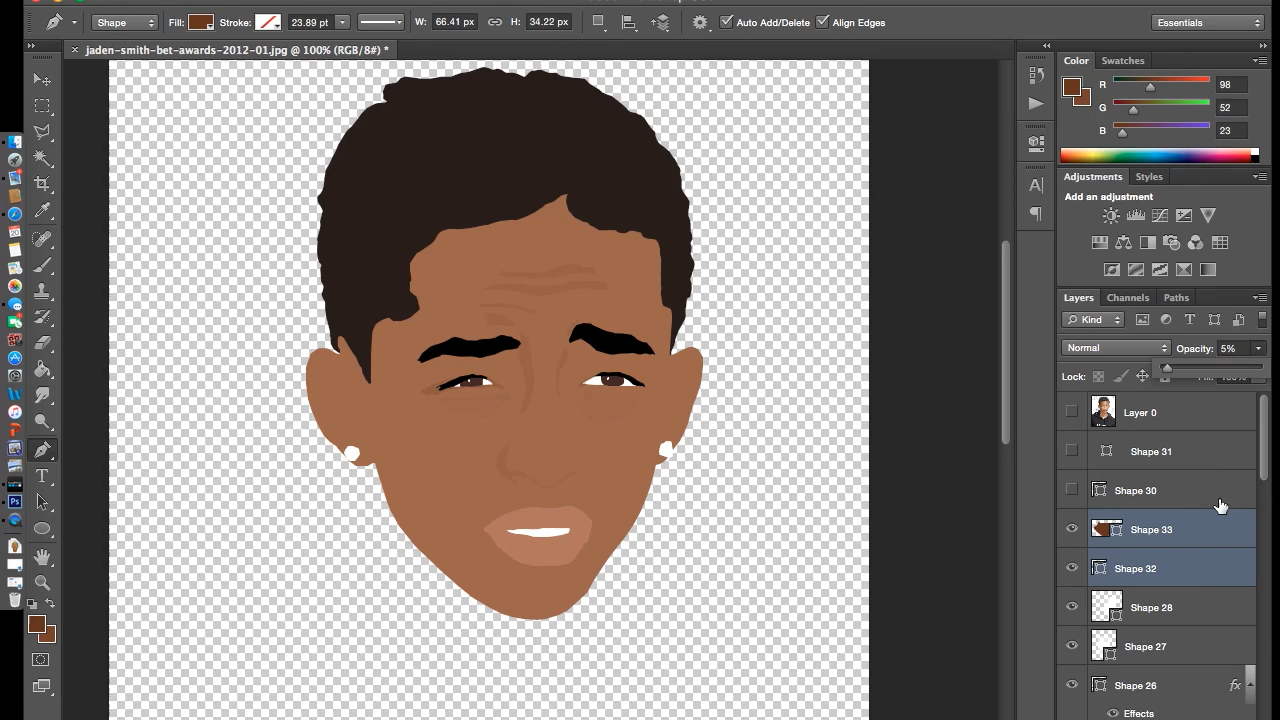 Shape Fill: Stroke: 23.89 pt W: 66.41 px H: 34.22 px Auto Add/Delete Align Edges Essentials
jaden-smith-bet-awards-2012-01.jpg @ 100% (RGB/8#) *
Color Swatches
R 98
G 52
B 23
Adjustments Styles
Add an adjustment
Layers Channels Paths
Kind
Normal Opacity: 5%
Lock:
Layer 0
Shape 31
Shape 30
Shape 33
Shape 32
Shape 28
Shape 27
Shape 26 fx
Effects